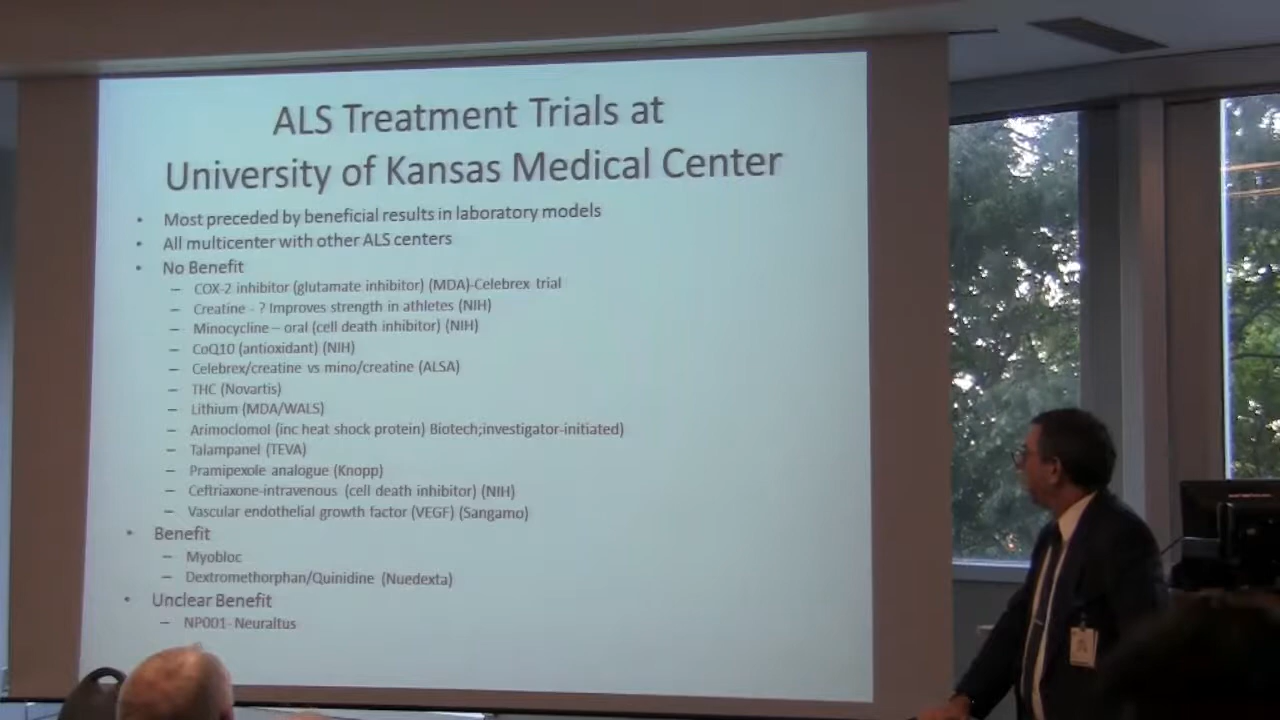 ALS Treatment Trials at
University of Kansas Medical Center
• Most preceded by beneficial results in laboratory models
• All multicenter with other ALS centers
• No Benefit
– COX-2 inhibitor (glutamate inhibitor) (MDA)-Celebrex trial
– Creatine - ? Improves strength in athletes (NIH)
– Minocycline – oral (cell death inhibitor) (NIH)
– CoQ10 (antioxidant) (NIH)
– Celebrex/creatine vs mino/creatine (ALSA)
– THC (Novartis)
– Lithium (MDA/WALS)
– Arimoclomol (inc heat shock protein) Biotech;investigator-initiated)
– Talampanel (TEVA)
– Pramipexole analogue (Knopp)
– Ceftriaxone-intravenous (cell death inhibitor) (NIH)
– Vascular endothelial growth factor (VEGF) (Sangamo)
• Benefit
– Myobloc
– Dextromethorphan/Quinidine (Nuedexta)
• Unclear Benefit
– NP001- Neuraltus